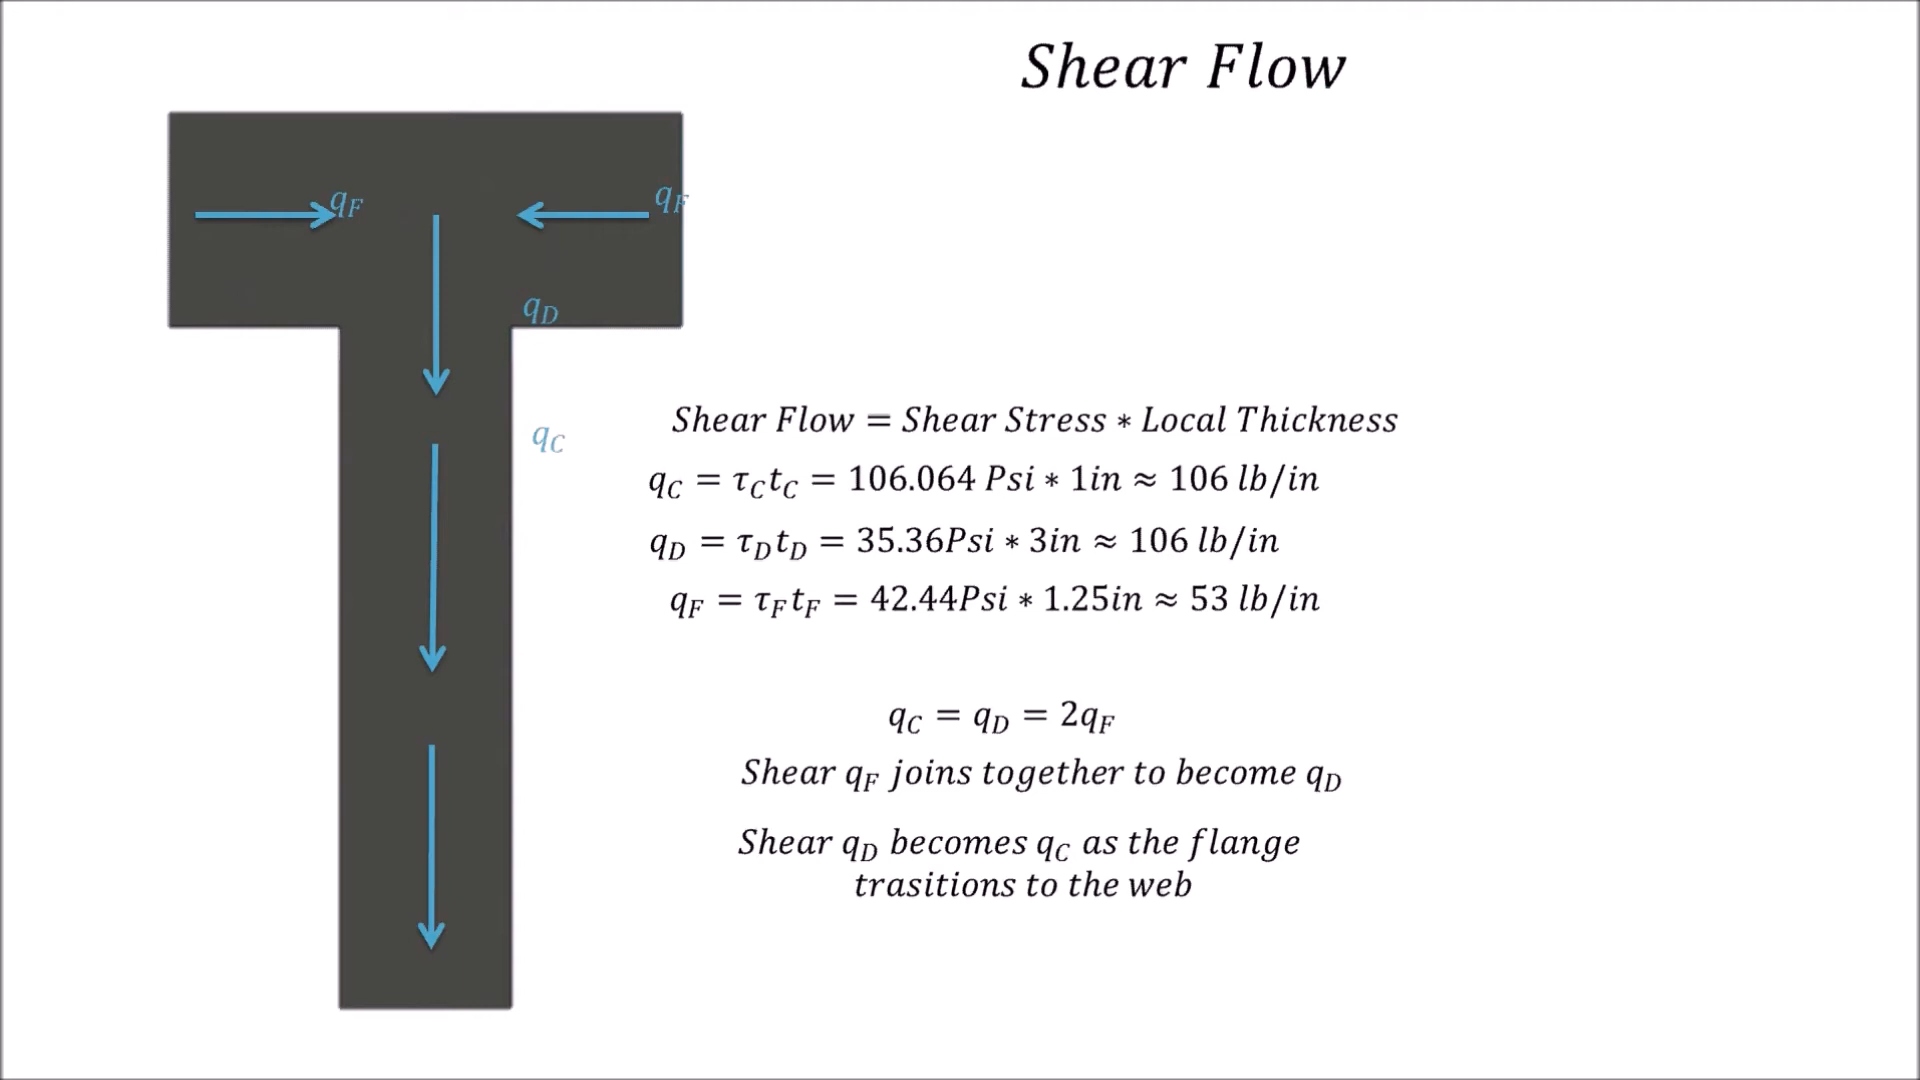 Shear Flow
q_F
q_F
q_D
q_C
Shear Flow = Shear Stress ∗ Local Thickness
q_C = τ_C t_C = 106.064 Psi ∗ 1in ≈ 106 lb/in
q_D = τ_D t_D = 35.36Psi ∗ 3in ≈ 106 lb/in
q_F = τ_F t_F = 42.44Psi ∗ 1.25in ≈ 53 lb/in
q_C = q_D = 2q_F
Shear q_F joins together to become q_D
Shear q_D becomes q_C as the flange
trasitions to the web